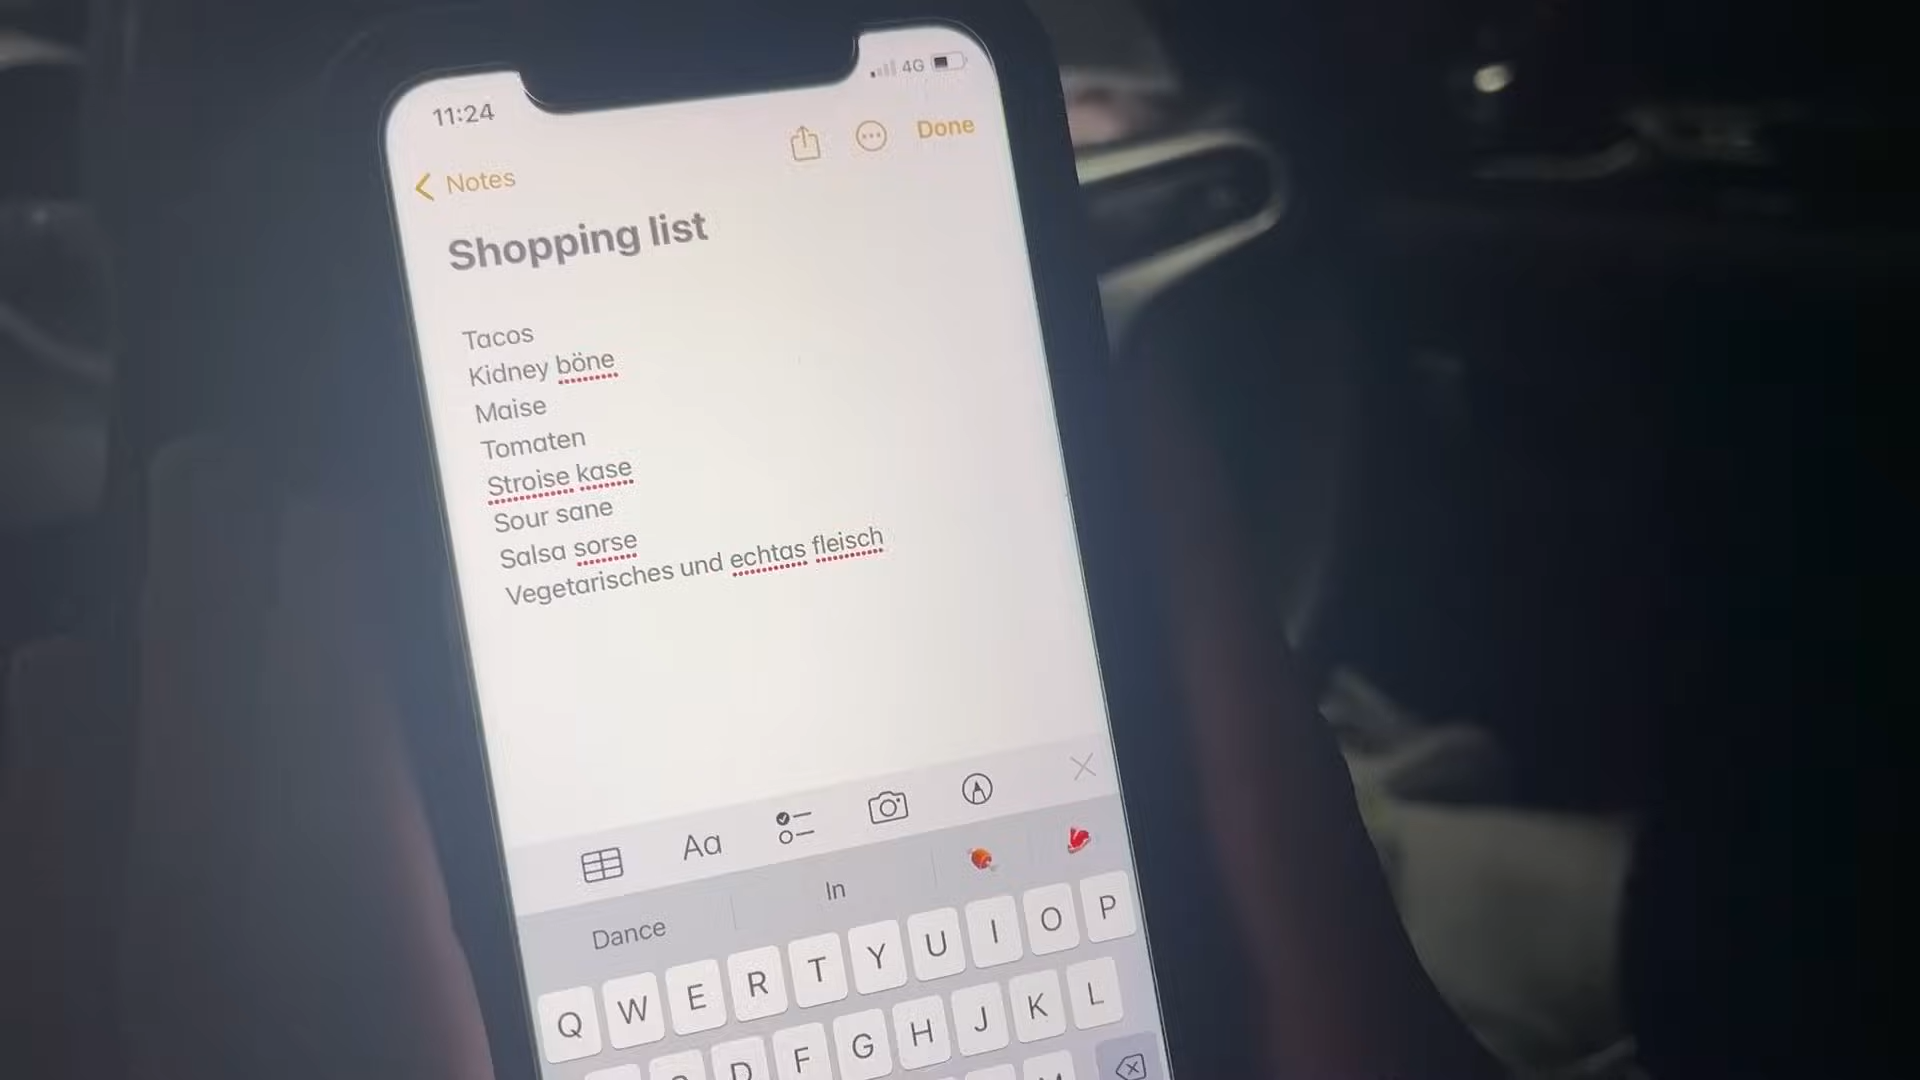 11:24 4G
Notes Done
Shopping list
Tacos
Kidney böne
Maise
Tomaten
Stroise kase
Sour sane
Salsa sorse
Vegetarisches und echtas fleisch
Aa
Dance In
Q W E R T Y U I O P
D F G H J K L